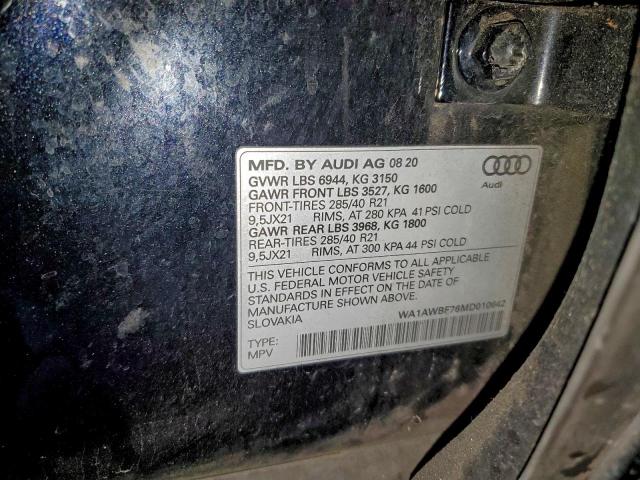 MFD. BY AUDI AG 08 20
GVWR LBS 6944, KG 3150
GAWR FRONT LBS 3527, KG 1600
FRONT-TIRES 285/40 R21
9,5JX21 RIMS, AT 280 KPA 41 PSI COLD
GAWR REAR LBS 3968, KG 1800
REAR-TIRES 285/40 R21
9,5JX21 RIMS, AT 300 KPA 44 PSI COLD
THIS VEHICLE CONFORMS TO ALL APPLICABLE
U.S. FEDERAL MOTOR VEHICLE SAFETY
STANDARDS IN EFFECT ON THE DATE OF
MANUFACTURE SHOWN ABOVE.
SLOVAKIA
WA1AWBF76MD010642
TYPE:
MPV
Audi